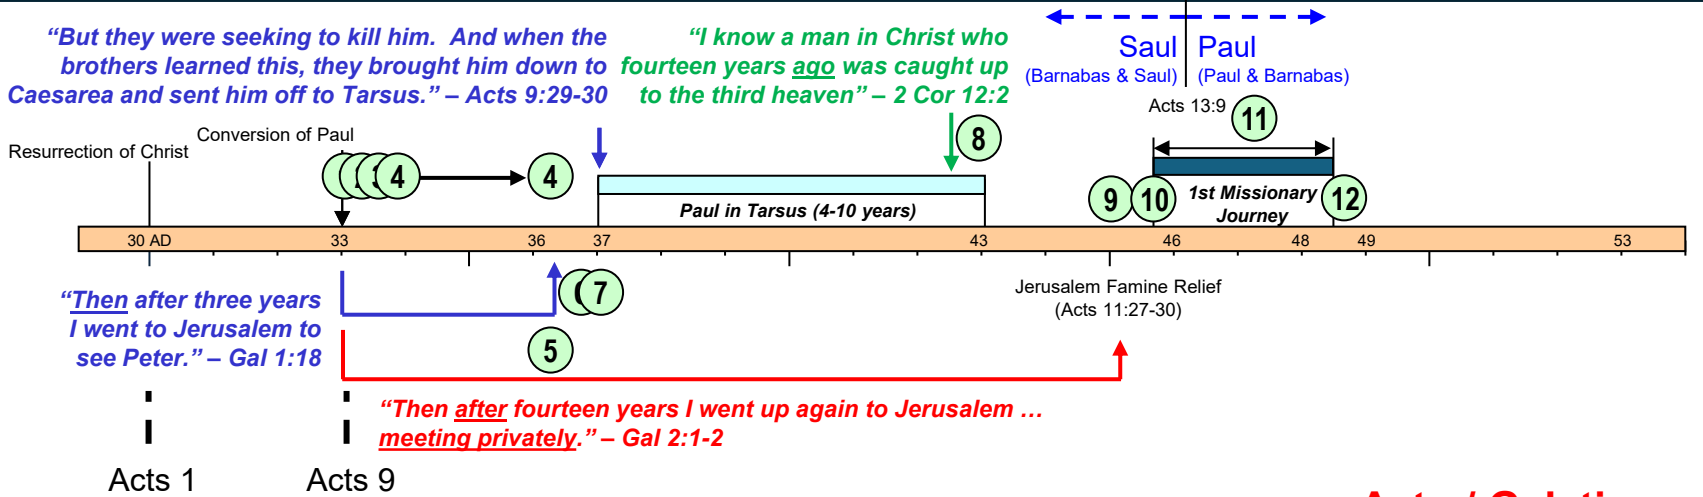 “But they were seeking to kill him.  And when the
brothers learned this, they brought him down to
Caesarea and sent him off to Tarsus.” – Acts 9:29-30
“I know a man in Christ who
fourteen years ago was caught up
to the third heaven” – 2 Cor 12:2
Saul
(Barnabas & Saul)
Paul
(Paul & Barnabas)
Acts 13:9
11
Resurrection of Christ
Conversion of Paul
4
4
8
Paul in Tarsus (4-10 years)
9
10
1st Missionary
Journey
12
30 AD
33
36
37
43
46
48
49
53
“Then after three years
I went to Jerusalem to
see Peter.” – Gal 1:18
7
5
Jerusalem Famine Relief
(Acts 11:27-30)
“Then after fourteen years I went up again to Jerusalem …
meeting privately.” – Gal 2:1-2
Acts 1
Acts 9